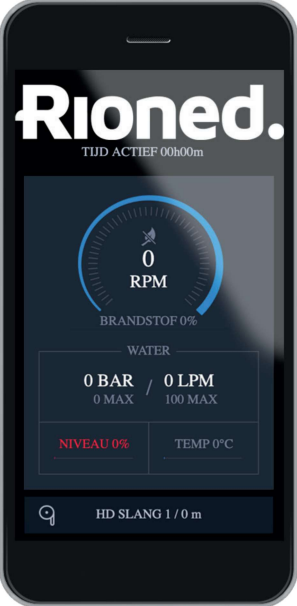 Rioned.
TIJD ACTIEF 00h00m
0
RPM
BRANDSTOF 0%
WATER
0 BAR / 0 LPM
0 MAX 100 MAX
NIVEAU 0% TEMP 0°C
HD SLANG 1 / 0 m